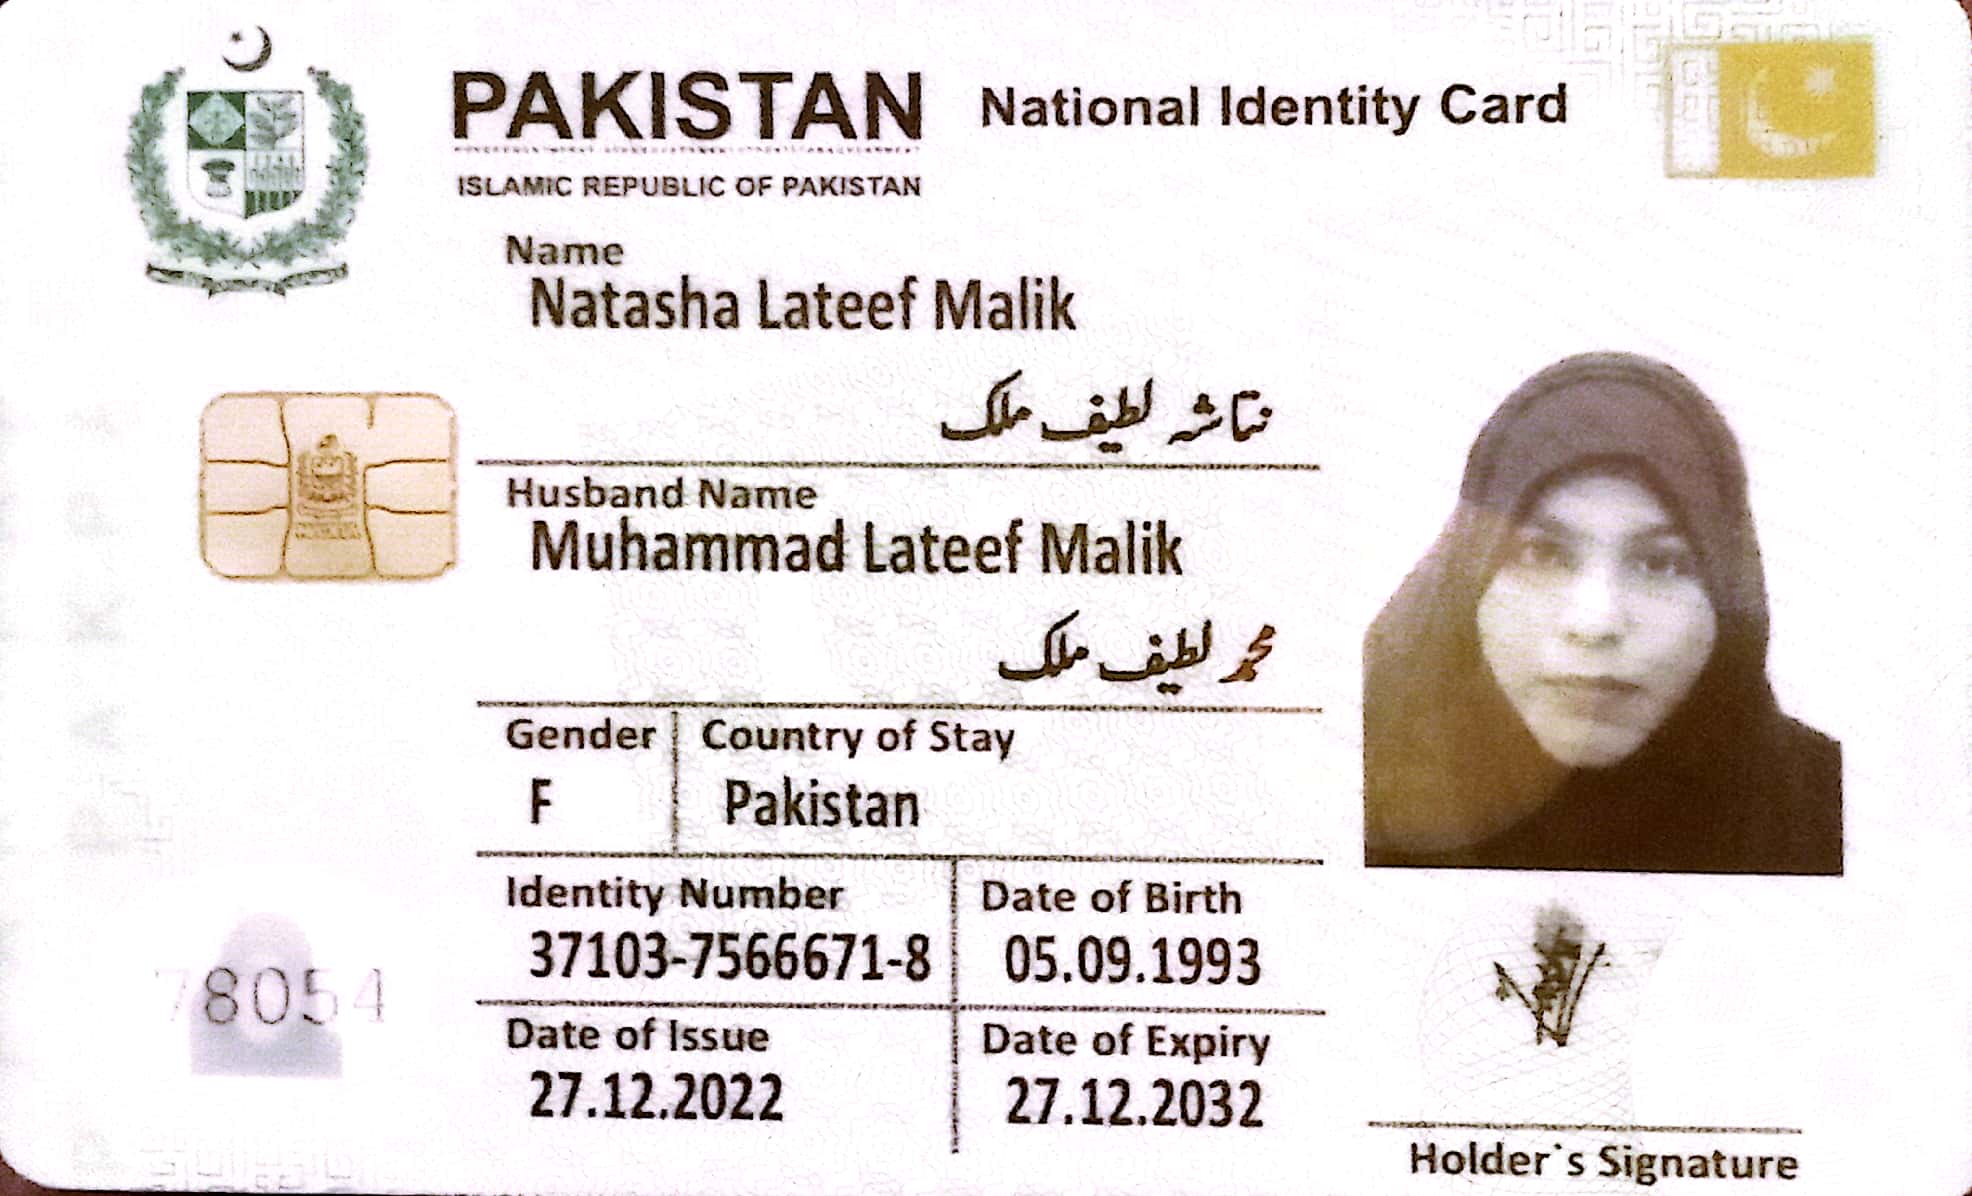 PAKISTAN National Identity Card
ISLAMIC REPUBLIC OF PAKISTAN
Name
Natasha Lateef Malik
نتاشہ لطیف ملک
Husband Name
Muhammad Lateef Malik
محمد لطیف ملک
Gender Country of Stay
F Pakistan
Identity Number Date of Birth
37103-7566671-8 05.09.1993
78054
Date of Issue Date of Expiry
27.12.2022 27.12.2032
Holder`s Signature